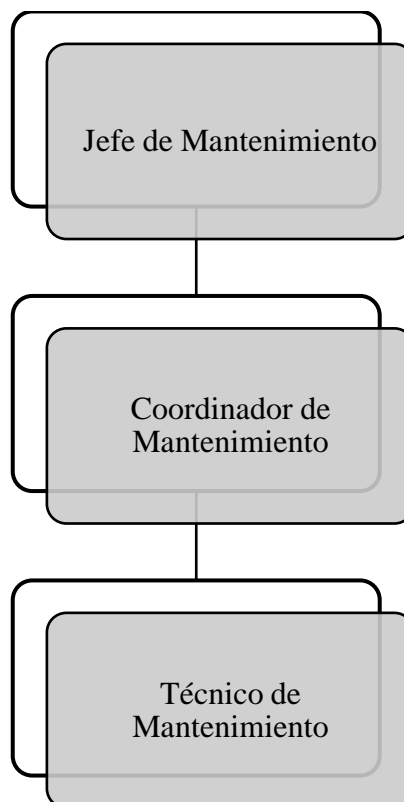 Jefe de Mantenimiento
Coordinador de
Mantenimiento
Técnico de
Mantenimiento